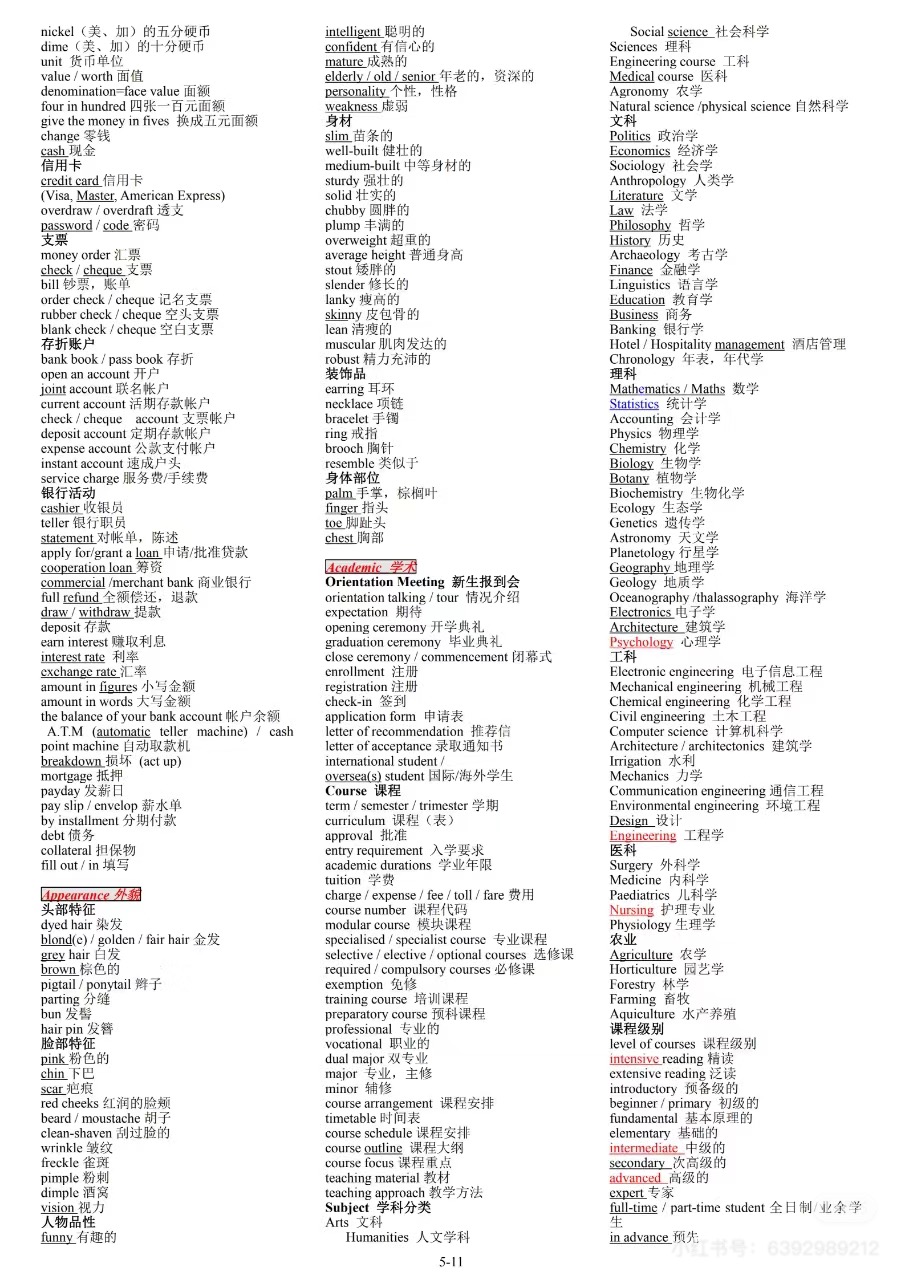 nickel（美、加）的五分硬币
dime（美、加）的十分硬币
unit 货币单位
value / worth 面值
denomination=face value 面额
four in hundred 四张一百元面额
give the money in fives 换成五元面额
change 零钱
cash 现金
信用卡
credit card 信用卡
(Visa, Master, American Express)
overdraw / overdraft 透支
password / code 密码
支票
money order 汇票
check / cheque 支票
bill 钞票，账单
order check / cheque 记名支票
rubber check / cheque 空头支票
blank check / cheque 空白支票
存折账户
bank book / pass book 存折
open an account 开户
joint account 联名帐户
current account 活期存款帐户
check / cheque account 支票帐户
deposit account 定期存款帐户
expense account 公款支付帐户
instant account 速成户头
service charge 服务费/手续费
银行活动
cashier 收银员
teller 银行职员
statement 对帐单，陈述
apply for/grant a loan 申请/批准贷款
cooperation loan 筹资
commercial /merchant bank 商业银行
full refund 全额偿还，退款
draw / withdraw 提款
deposit 存款
earn interest 赚取利息
interest rate 利率
exchange rate 汇率
amount in figures 小写金额
amount in words 大写金额
the balance of your bank account 帐户余额
A.T.M (automatic teller machine) / cash
point machine 自动取款机
breakdown 损坏 (act up)
mortgage 抵押
payday 发薪日
pay slip / envelop 薪水单
by installment 分期付款
debt 债务
collateral 担保物
fill out / in 填写
Appearance 外貌
头部特征
dyed hair 染发
blond(e) / golden / fair hair 金发
grey hair 白发
brown 棕色的
pigtail / ponytail 辫子
parting 分缝
bun 发髻
hair pin 发簪
脸部特征
pink 粉色的
chin 下巴
scar 疤痕
red cheeks 红润的脸颊
beard / moustache 胡子
clean-shaven 刮过脸的
wrinkle 皱纹
freckle 雀斑
pimple 粉刺
dimple 酒窝
vision 视力
人物品性
funny 有趣的
intelligent 聪明的
confident 有信心的
mature 成熟的
elderly / old / senior 年老的，资深的
personality 个性，性格
weakness 虚弱
身材
slim 苗条的
well-built 健壮的
medium-built 中等身材的
sturdy 强壮的
solid 壮实的
chubby 圆胖的
plump 丰满的
overweight 超重的
average height 普通身高
stout 矮胖的
slender 修长的
lanky 瘦高的
skinny 皮包骨的
lean 清瘦的
muscular 肌肉发达的
robust 精力充沛的
装饰品
earring 耳环
necklace 项链
bracelet 手镯
ring 戒指
brooch 胸针
resemble 类似于
身体部位
palm 手掌，棕榈叶
finger 指头
toe 脚趾头
chest 胸部
Academic 学术
Orientation Meeting 新生报到会
orientation talking / tour 情况介绍
expectation 期待
opening ceremony 开学典礼
graduation ceremony 毕业典礼
close ceremony / commencement 闭幕式
enrollment 注册
registration 注册
check-in 签到
application form 申请表
letter of recommendation 推荐信
letter of acceptance 录取通知书
international student /
oversea(s) student 国际/海外学生
Course 课程
term / semester / trimester 学期
curriculum 课程（表）
approval 批准
entry requirement 入学要求
academic durations 学业年限
tuition 学费
charge / expense / fee / toll / fare 费用
course number 课程代码
modular course 模块课程
specialised / specialist course 专业课程
selective / elective / optional courses 选修课
required / compulsory courses 必修课
exemption 免修
training course 培训课程
preparatory course 预科课程
professional 专业的
vocational 职业的
dual major 双专业
major 专业，主修
minor 辅修
course arrangement 课程安排
timetable 时间表
course schedule 课程安排
course outline 课程大纲
course focus 课程重点
teaching material 教材
teaching approach 教学方法
Subject 学科分类
Arts 文科
Humanities 人文学科
Social science 社会科学
Sciences 理科
Engineering course 工科
Medical course 医科
Agronomy 农学
Natural science /physical science 自然科学
文科
Politics 政治学
Economics 经济学
Sociology 社会学
Anthropology 人类学
Literature 文学
Law 法学
Philosophy 哲学
History 历史
Archaeology 考古学
Finance 金融学
Linguistics 语言学
Education 教育学
Business 商务
Banking 银行学
Hotel / Hospitality management 酒店管理
Chronology 年表，年代学
理科
Mathematics / Maths 数学
Statistics 统计学
Accounting 会计学
Physics 物理学
Chemistry 化学
Biology 生物学
Botany 植物学
Biochemistry 生物化学
Ecology 生态学
Genetics 遗传学
Astronomy 天文学
Planetology 行星学
Geography 地理学
Geology 地质学
Oceanography /thalassography 海洋学
Electronics 电子学
Architecture 建筑学
Psychology 心理学
工科
Electronic engineering 电子信息工程
Mechanical engineering 机械工程
Chemical engineering 化学工程
Civil engineering 土木工程
Computer science 计算机科学
Architecture / architectonics 建筑学
Irrigation 水利
Mechanics 力学
Communication engineering 通信工程
Environmental engineering 环境工程
Design 设计
Engineering 工程学
医科
Surgery 外科学
Medicine 内科学
Paediatrics 儿科学
Nursing 护理专业
Physiology 生理学
农业
Agriculture 农学
Horticulture 园艺学
Forestry 林学
Farming 畜牧
Aquiculture 水产养殖
课程级别
level of courses 课程级别
intensive reading 精读
extensive reading 泛读
introductory 预备级的
beginner / primary 初级的
fundamental 基本原理的
elementary 基础的
intermediate 中级的
secondary 次高级的
advanced 高级的
expert 专家
full-time / part-time student 全日制/业余学
生
in advance 预先
5-11
小红书号：6392989212